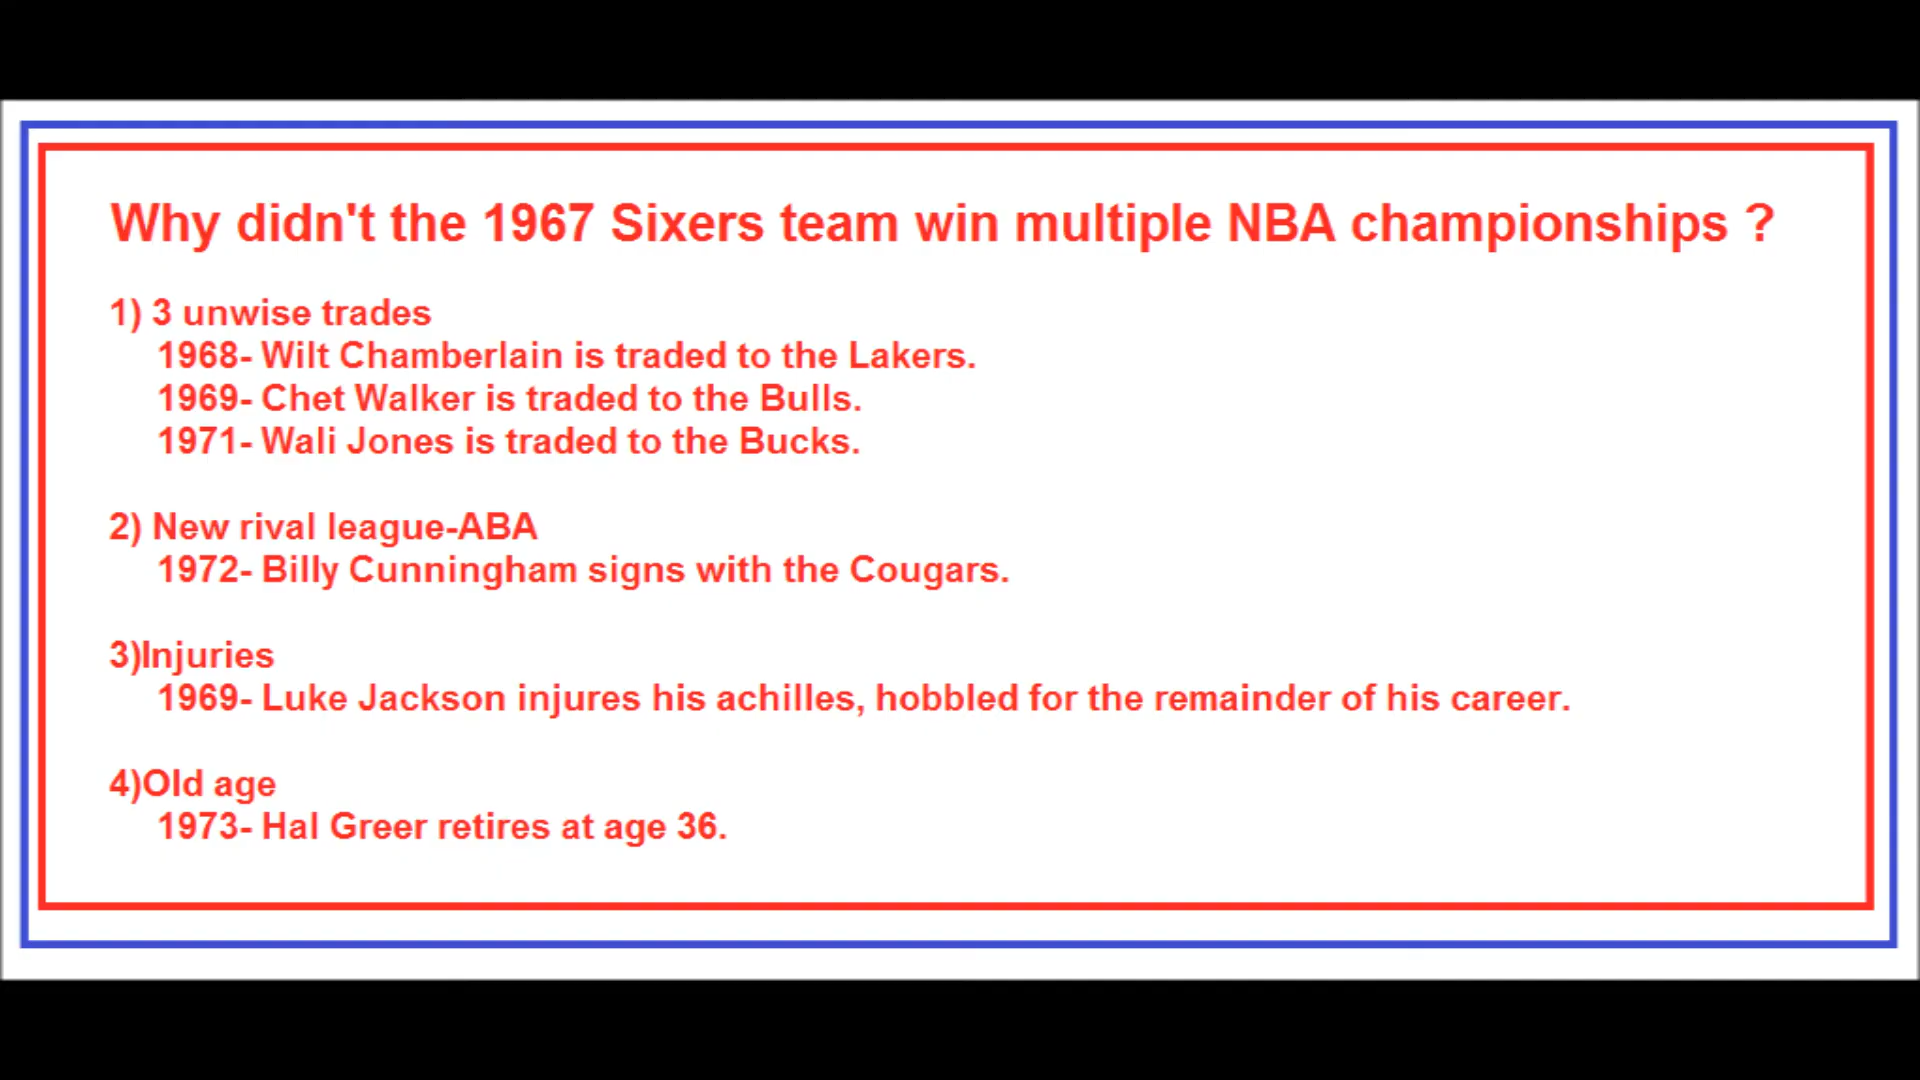 Why didn't the 1967 Sixers team win multiple NBA championships ?
1) 3 unwise trades
1968- Wilt Chamberlain is traded to the Lakers.
1969- Chet Walker is traded to the Bulls.
1971- Wali Jones is traded to the Bucks.
2) New rival league-ABA
1972- Billy Cunningham signs with the Cougars.
3)Injuries
1969- Luke Jackson injures his achilles, hobbled for the remainder of his career.
4)Old age
1973- Hal Greer retires at age 36.